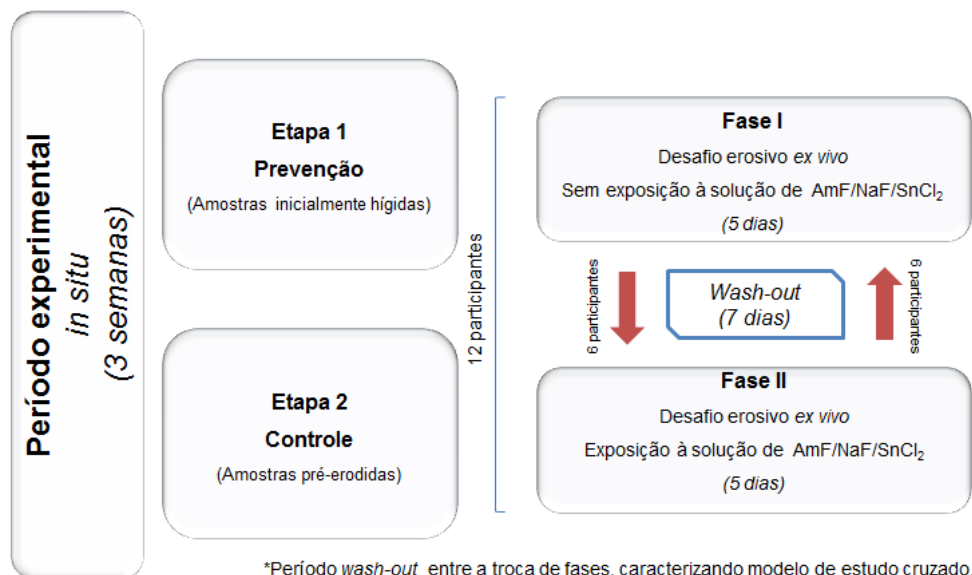 Período experimental
in situ
(3 semanas)
Etapa 1
Prevenção
(Amostras inicialmente hígidas)
Etapa 2
Controle
(Amostras pré-erodidas)
12 participantes
Fase I
Desafio erosivo ex vivo
Sem exposição à solução de AmF/NaF/SnCl₂
(5 dias)
6 participantes
Wash-out
(7 dias)
6 participantes
Fase II
Desafio erosivo ex vivo
Exposição à solução de AmF/NaF/SnCl₂
(5 dias)
*Período wash-out entre a troca de fases, caracterizando modelo de estudo cruzado